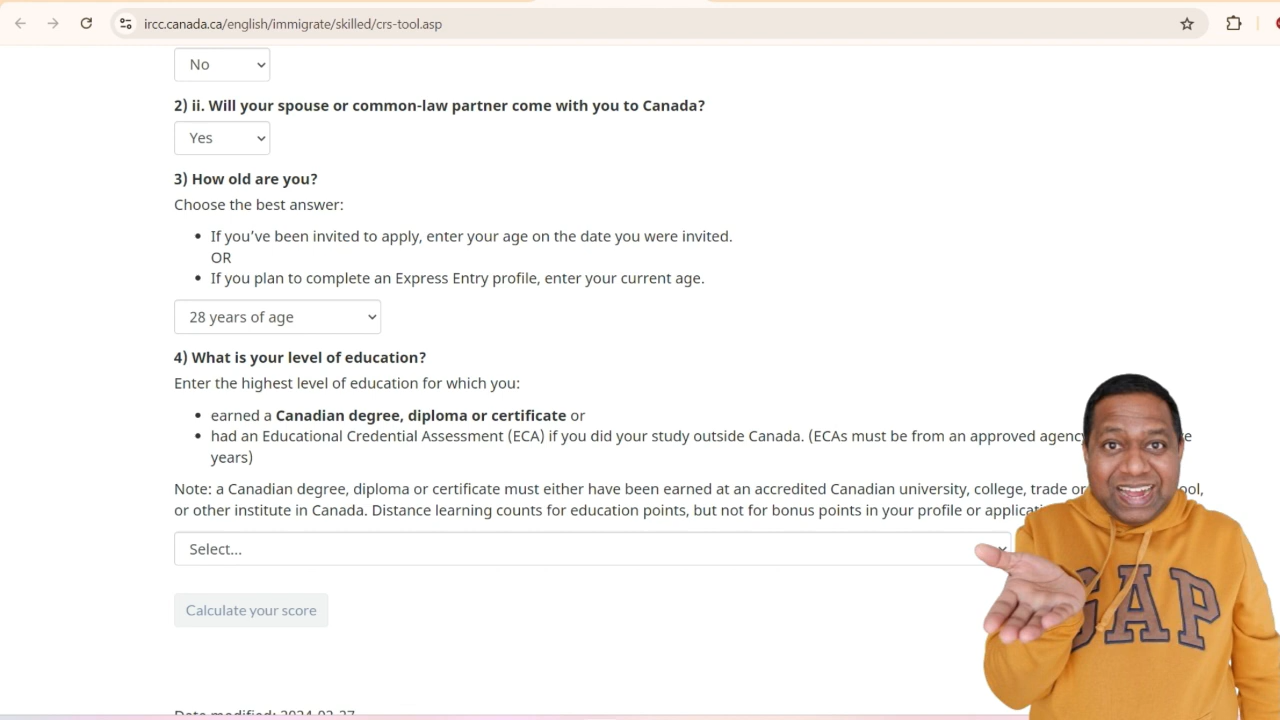 ircc.canada.ca/english/immigrate/skilled/crs-tool.asp
No
2) ii. Will your spouse or common-law partner come with you to Canada?
Yes
3) How old are you?
Choose the best answer:
If you’ve been invited to apply, enter your age on the date you were invited.
OR
If you plan to complete an Express Entry profile, enter your current age.
28 years of age
4) What is your level of education?
Enter the highest level of education for which you:
earned a Canadian degree, diploma or certificate or
had an Educational Credential Assessment (ECA) if you did your study outside Canada. (ECAs must be from an approved agency
years)
Note: a Canadian degree, diploma or certificate must either have been earned at an accredited Canadian university, college, trade or
or other institute in Canada. Distance learning counts for education points, but not for bonus points in your profile or
Select...
Calculate your score
GAP
Date modified: 2024-02-27